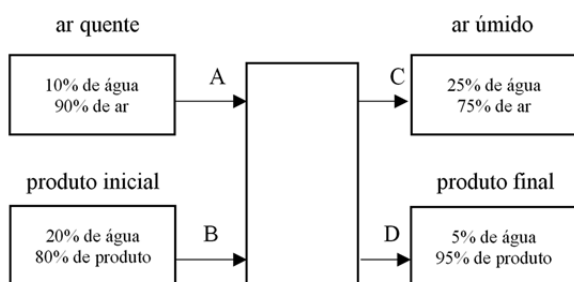 ar quente
ar úmido
10% de água
90% de ar
A
C
25% de água
75% de ar
produto inicial
produto final
20% de água
80% de produto
B
D
5% de água
95% de produto